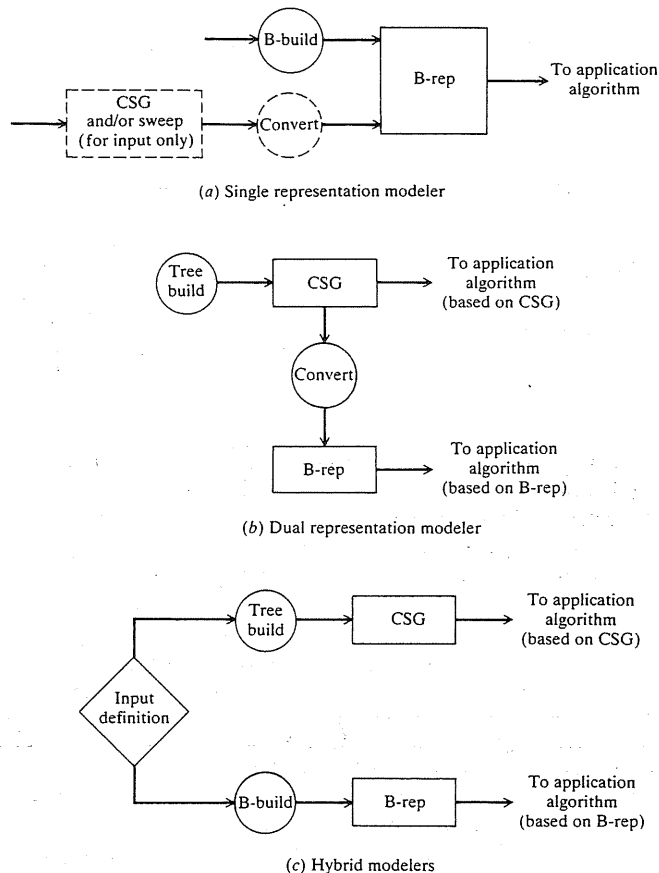 B-build
B-rep
To application
algorithm
CSG
and/or sweep
(for input only)
Convert
(a) Single representation modeler
Tree
build
CSG
To application
algorithm
(based on CSG)
Convert
B-rep
To application
algorithm
(based on B-rep)
(b) Dual representation modeler
Tree
build
CSG
To application
algorithm
(based on CSG)
Input
definition
B-build
B-rep
To application
algorithm
(based on B-rep)
(c) Hybrid modelers